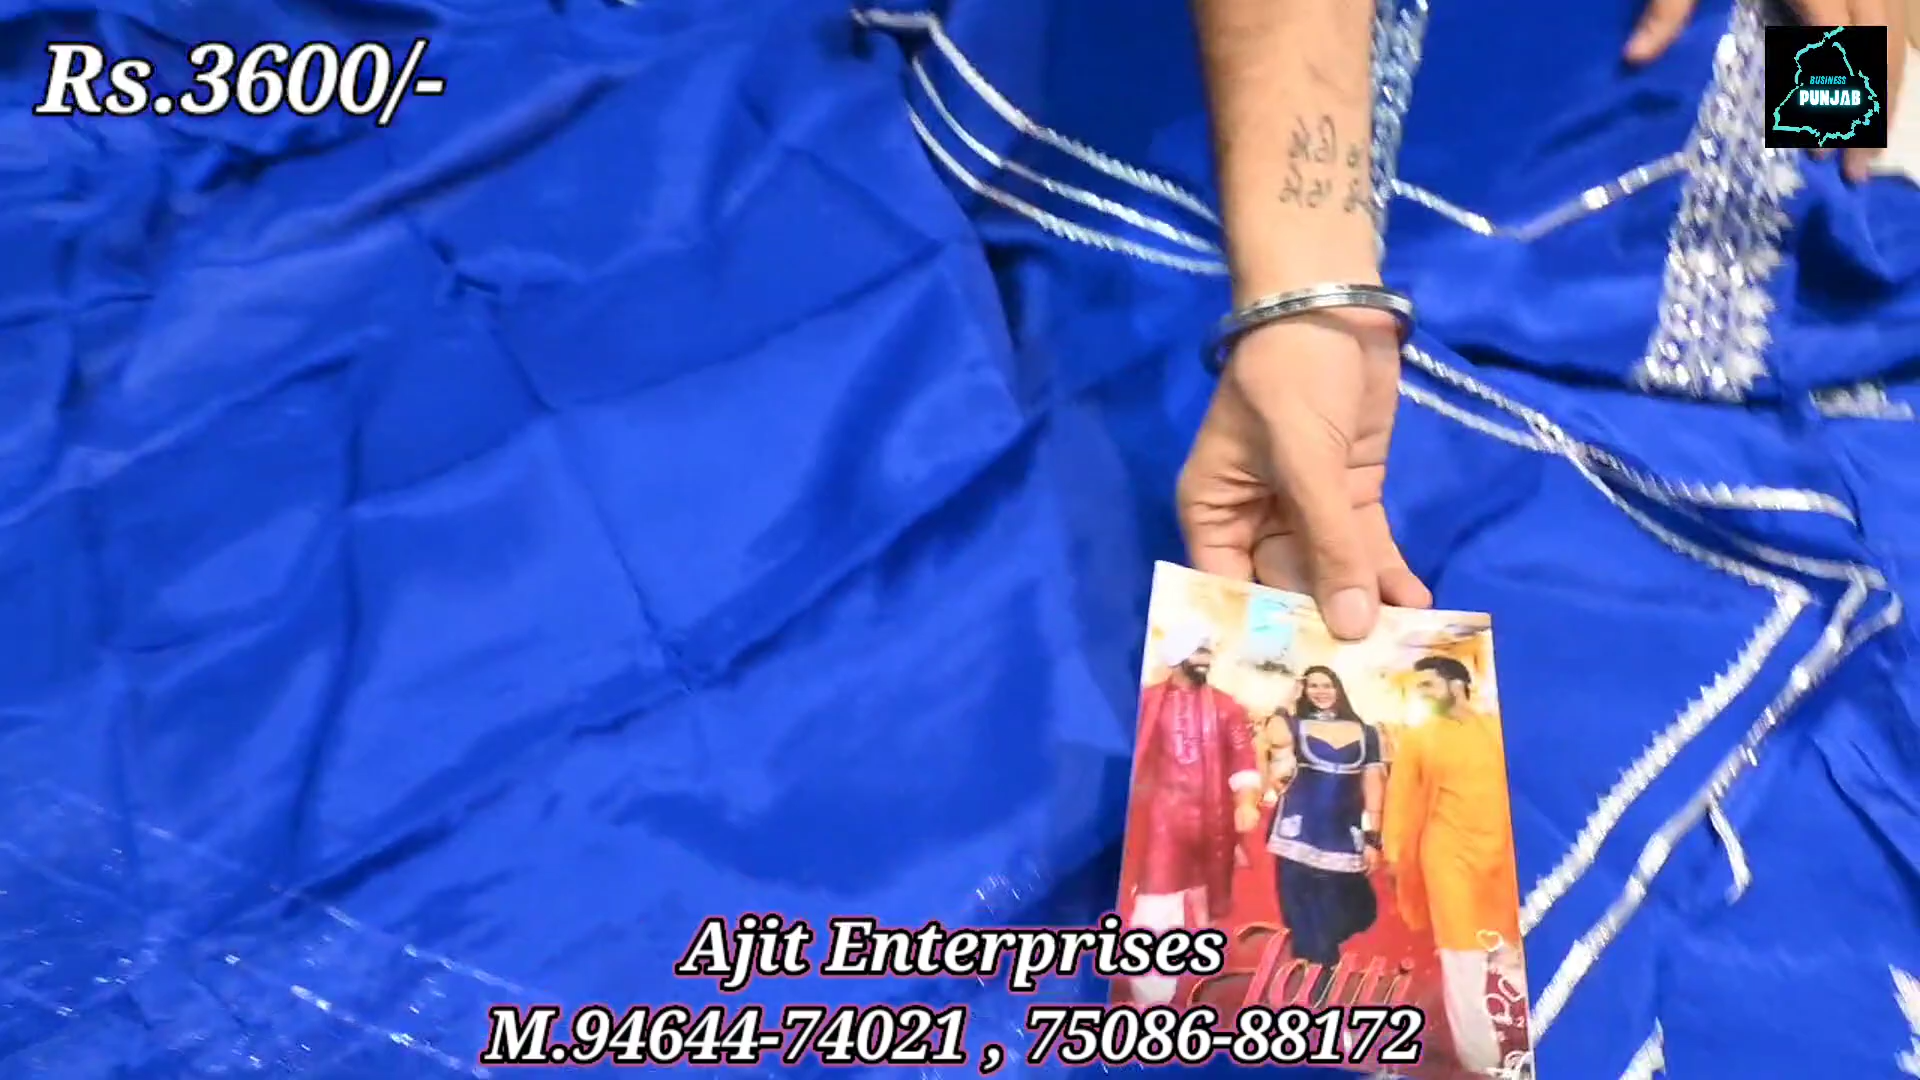 Rs.3600/-
BUSINESS
PUNJAB
Jatti
Ajit Enterprises
M.94644-74021 , 75086-88172